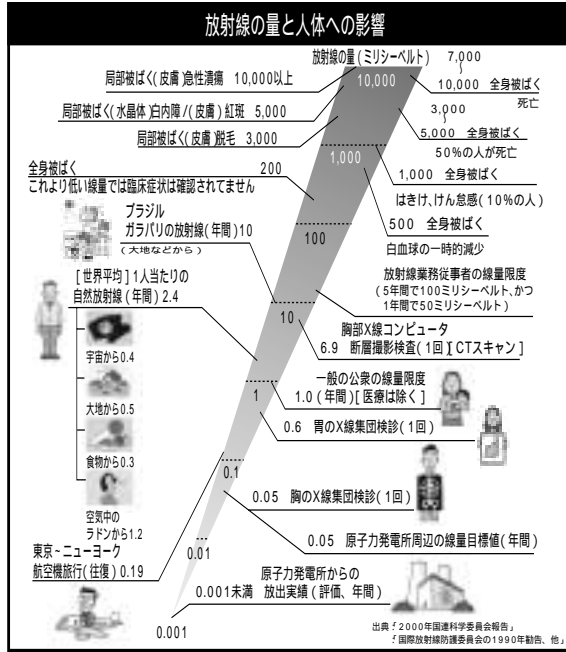 放射線の量と人体への影響
放射線の量(ミリシーベルト)
局部被ばく(皮膚)急性潰瘍 10,000以上
局部被ばく(水晶体)白内障/(皮膚)紅斑 5,000
局部被ばく(皮膚)脱毛 3,000
全身被ばく 200
これより低い線量では臨床症状は確認されてません
ブラジル
ガラパリの放射線(年間)10
(大地などから)
[世界平均]1人当たりの
自然放射線(年間)2.4
宇宙から0.4
大地から0.5
食物から0.3
空気中の
ラドンから1.2
東京~ニューヨーク
航空機旅行(往復)0.19
10,000
1,000
100
10
1
0.1
0.01
0.001
7,000
~
10,000 全身被ばく
死亡
3,000
~
5,000 全身被ばく
50%の人が死亡
1,000 全身被ばく
はきけ、けん怠感(10%の人)
500 全身被ばく
白血球の一時的減少
放射線業務従事者の線量限度
(5年間で100ミリシーベルト、かつ
1年間で50ミリシーベルト)
胸部X線コンピュータ
6.9 断層撮影検査(1回)[CTスキャン]
一般の公衆の線量限度
1.0(年間)[医療は除く]
0.6 胃のX線集団検診(1回)
0.05 胸のX線集団検診(1回)
0.05 原子力発電所周辺の線量目標値(年間)
原子力発電所からの
0.001未満 放出実績(評価、年間)
出典:「2000年国連科学委員会報告」
「国際放射線防護委員会の1990年勧告、他」